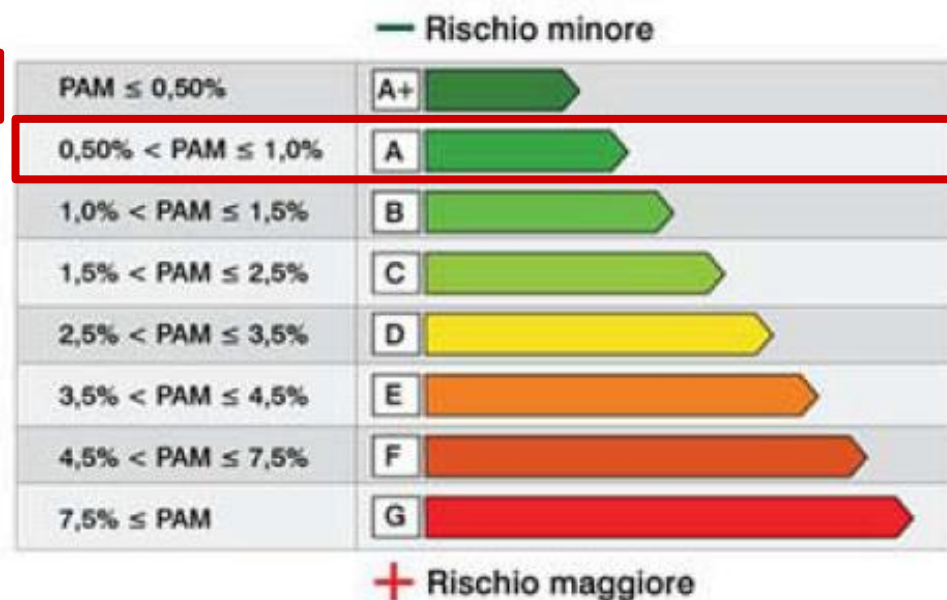 — Rischio minore
PAM ≤ 0,50% A+
0,50% < PAM ≤ 1,0% A
1,0% < PAM ≤ 1,5% B
1,5% < PAM ≤ 2,5% C
2,5% < PAM ≤ 3,5% D
3,5% < PAM ≤ 4,5% E
4,5% < PAM ≤ 7,5% F
7,5% ≤ PAM G
+ Rischio maggiore